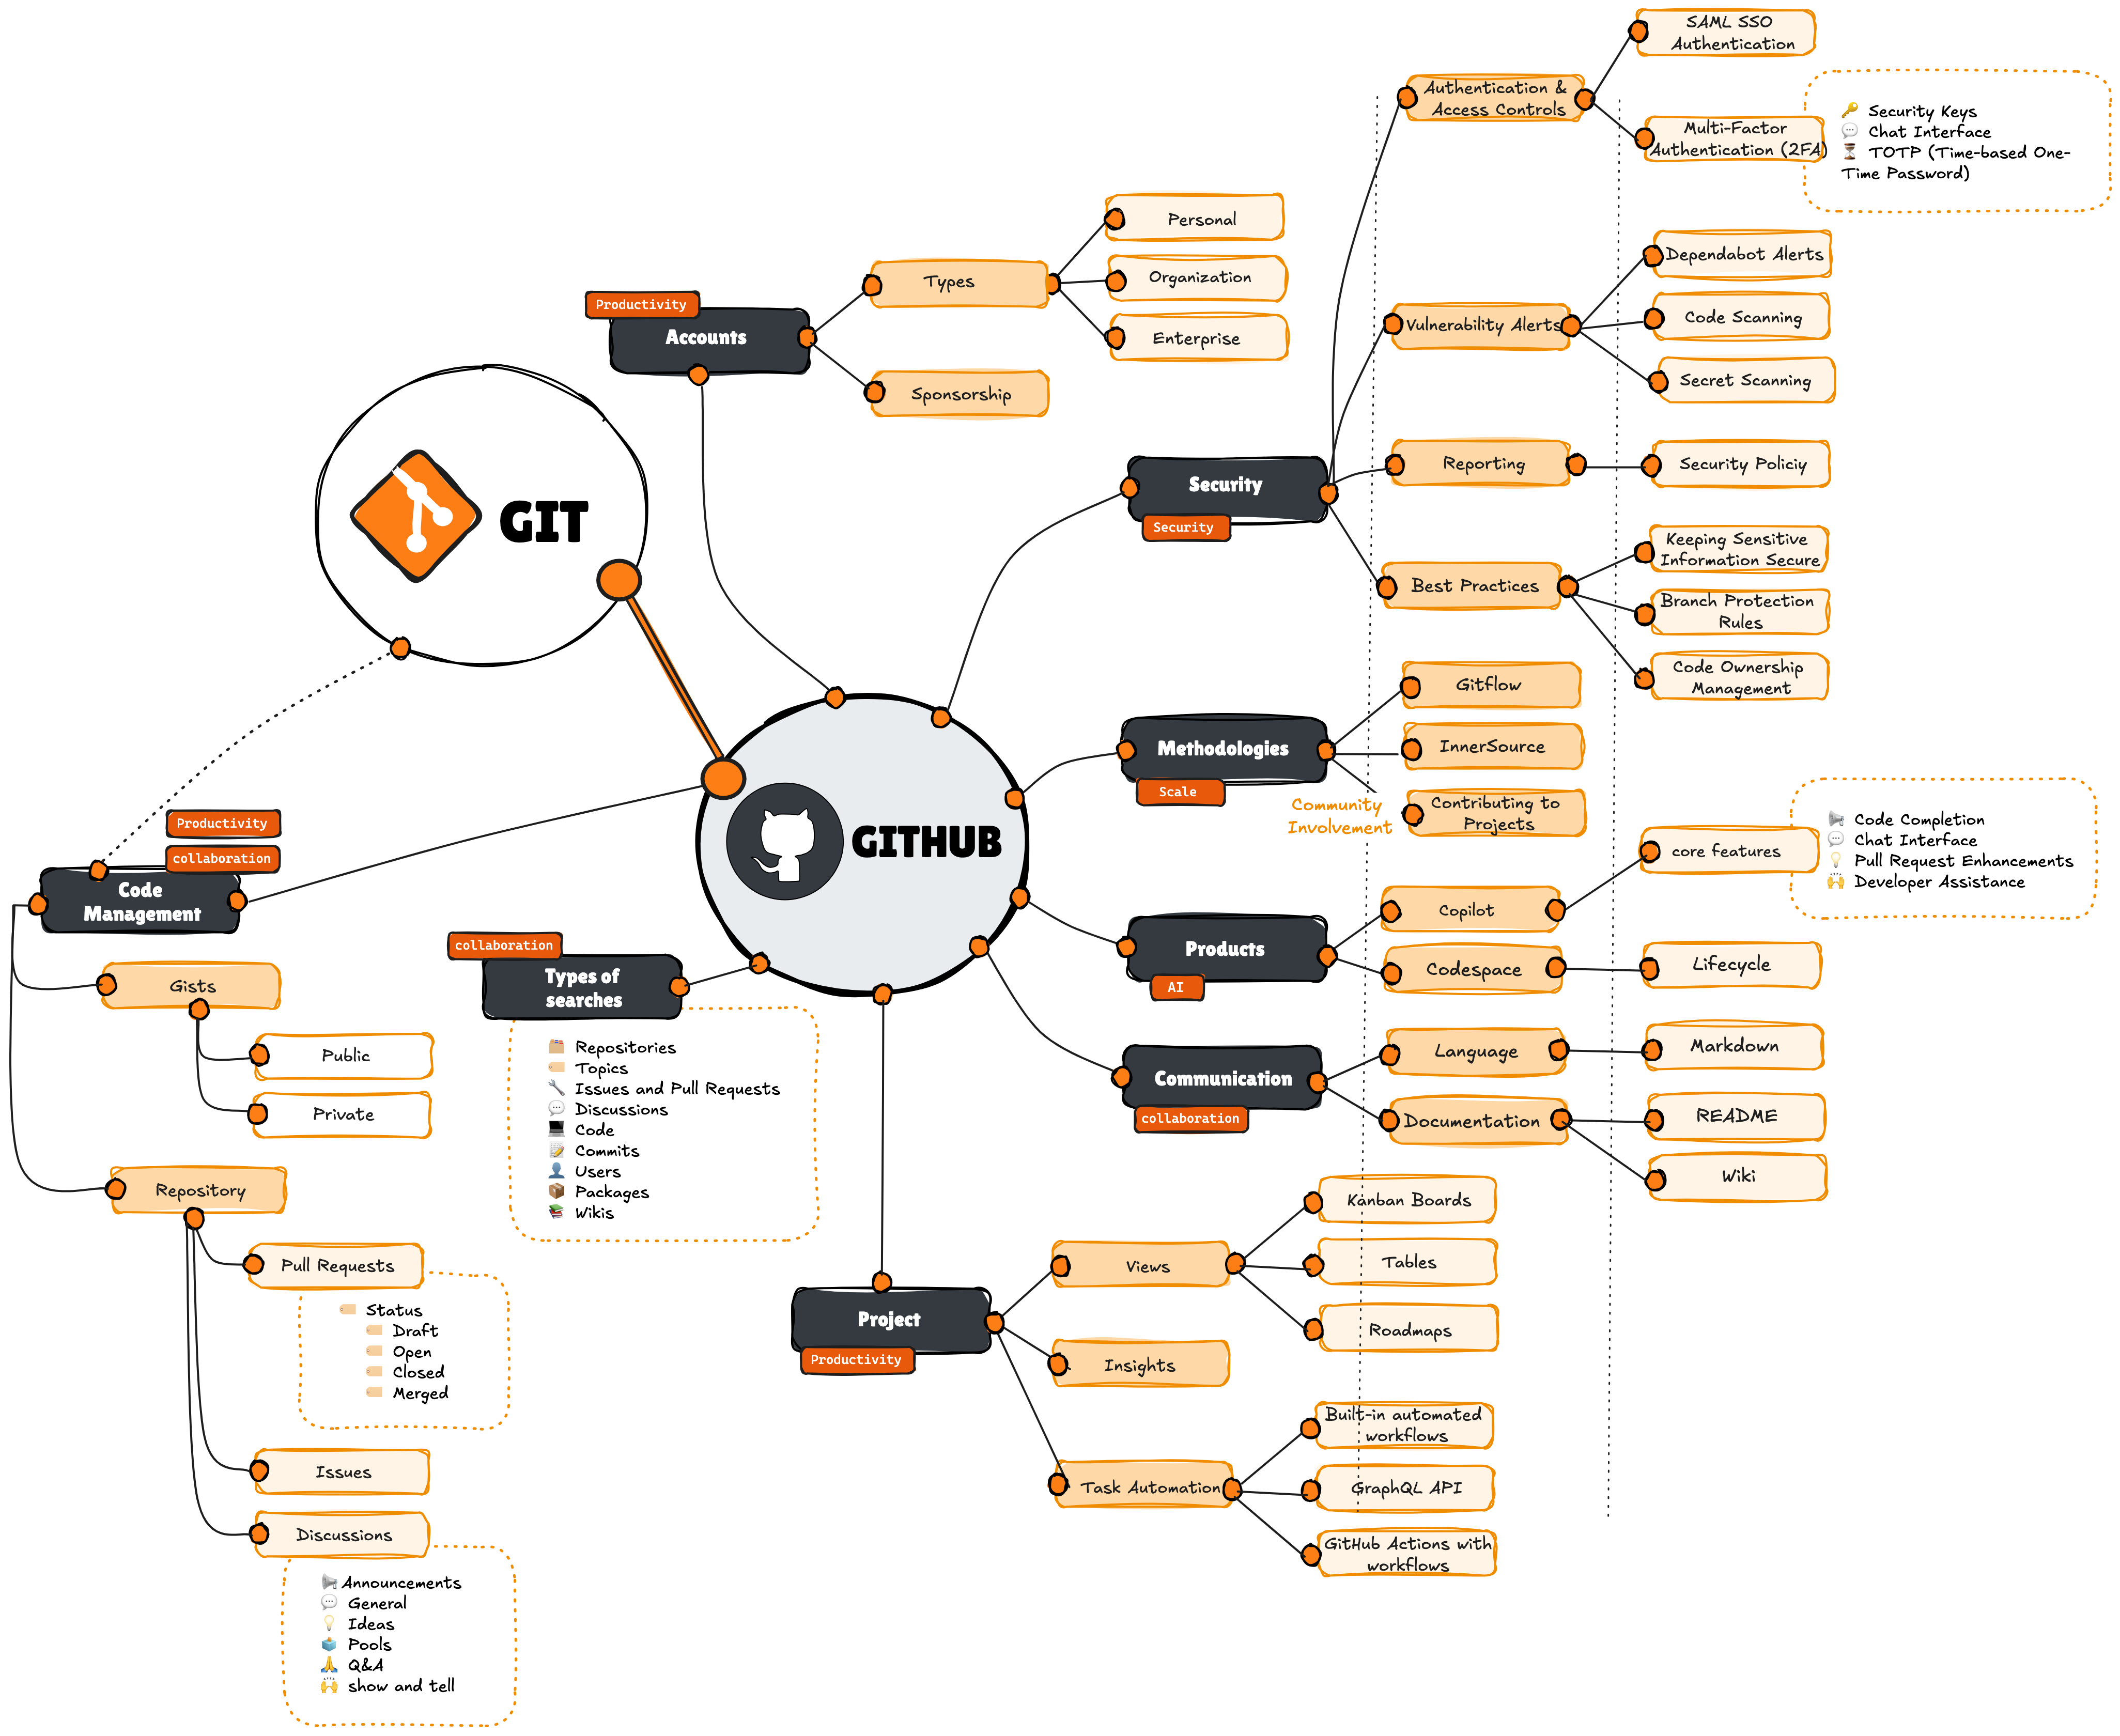 SAML SSO
Authentication
Authentication &
Access Controls
Multi-Factor
Authentication (2FA)
🔑 Security Keys
💬 Chat Interface
⏳ TOTP (Time-based One-
Time Password)
Personal
Types
Organization
Enterprise
Productivity
Accounts
Sponsorship
Dependabot Alerts
Vulnerability Alerts
Code Scanning
Secret Scanning
Security
Security
Reporting
Security Policiy
Keeping Sensitive
Information Secure
Best Practices
Branch Protection
Rules
Code Ownership
Management
GIT
Gitflow
Methodologies
Scale
InnerSource
Community
Involvement
Contributing to
Projects
GITHUB
core features
📢 Code Completion
💬 Chat Interface
💡 Pull Request Enhancements
🙌 Developer Assistance
Copilot
Products
AI
Codespace
Lifecycle
Communication
collaboration
Language
Markdown
Documentation
README
Wiki
Productivity
collaboration
Code
Management
Gists
Public
Private
Repository
Pull Requests
Status
Draft
Open
Closed
Merged
Issues
Discussions
📢 Announcements
💬 General
💡 Ideas
🗳️ Pools
🙏 Q&A
🙌 show and tell
collaboration
Types of
searches
🗂️ Repositories
🏷️ Topics
🔧 Issues and Pull Requests
💬 Discussions
💻 Code
📝 Commits
👤 Users
📦 Packages
📚 Wikis
Project
Productivity
Views
Kanban Boards
Tables
Roadmaps
Insights
Task Automation
Built-in automated
workflows
GraphQL API
GitHub Actions with
workflows